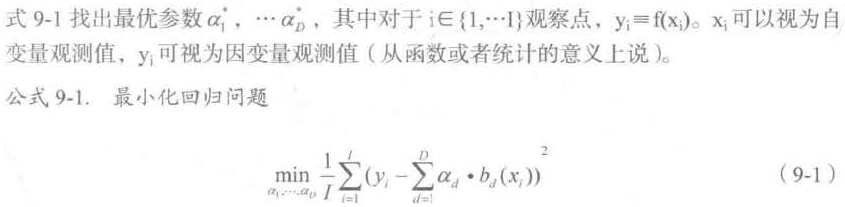 式 9-1 找出最优参数 α₁*，… α_D*，其中对于 i∈{1,…I}观察点，yᵢ≡f(xᵢ)。xᵢ可以视为自
变量观测值，yᵢ可视为因变量观测值（从函数或者统计的意义上说）。
公式 9-1. 最小化回归问题
min_{α₁,…,α_D} 1/I ∑_{i=1}^{I} (yᵢ − ∑_{d=1}^{D} α_d • b_d(xᵢ))² （9-1）